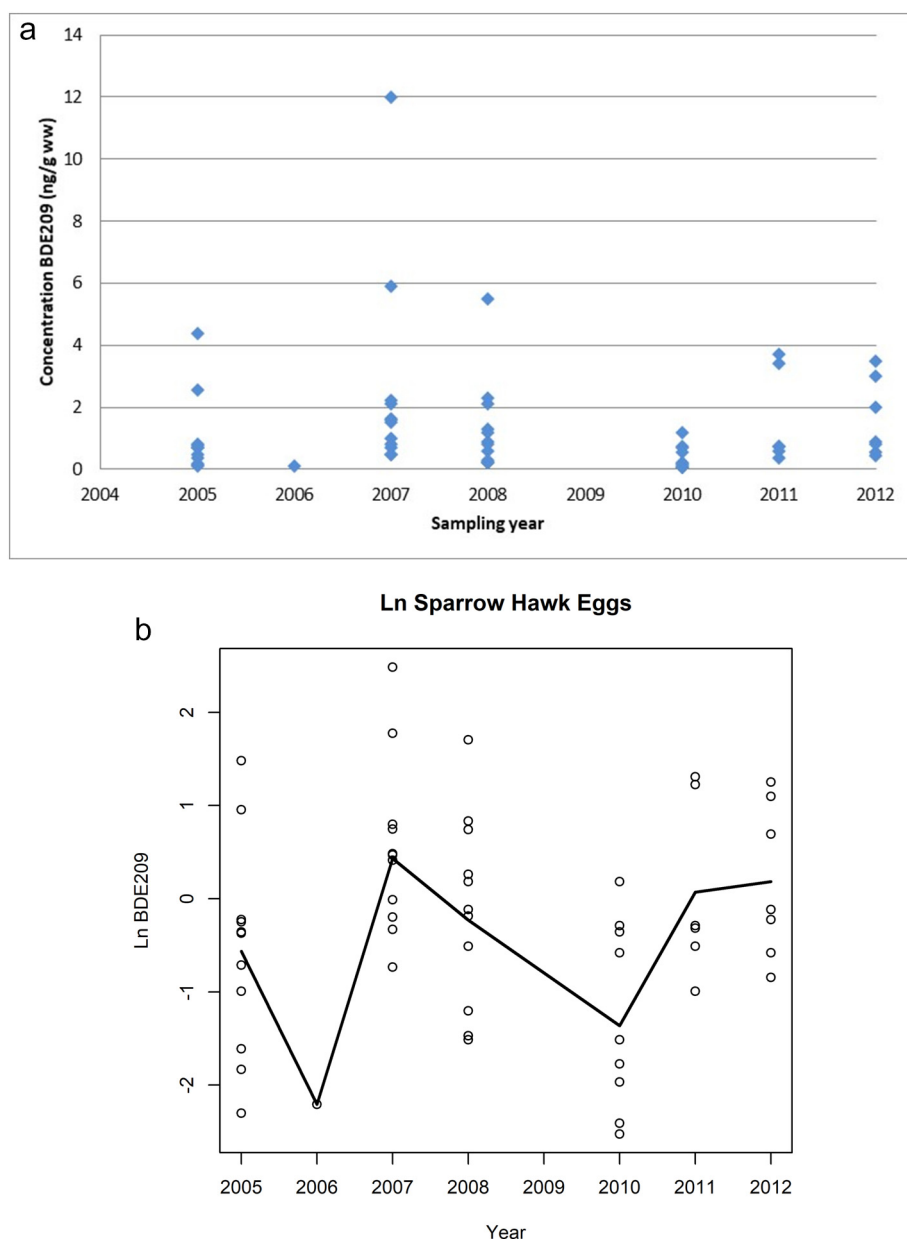 a
14
12
10
8
6
4
2
0
Concentration BDE209 (ng/g ww)
2004 2005 2006 2007 2008 2009 2010 2011 2012
Sampling year
Ln Sparrow Hawk Eggs
b
2
1
0
-1
-2
Ln BDE209
2005 2006 2007 2008 2009 2010 2011 2012
Year